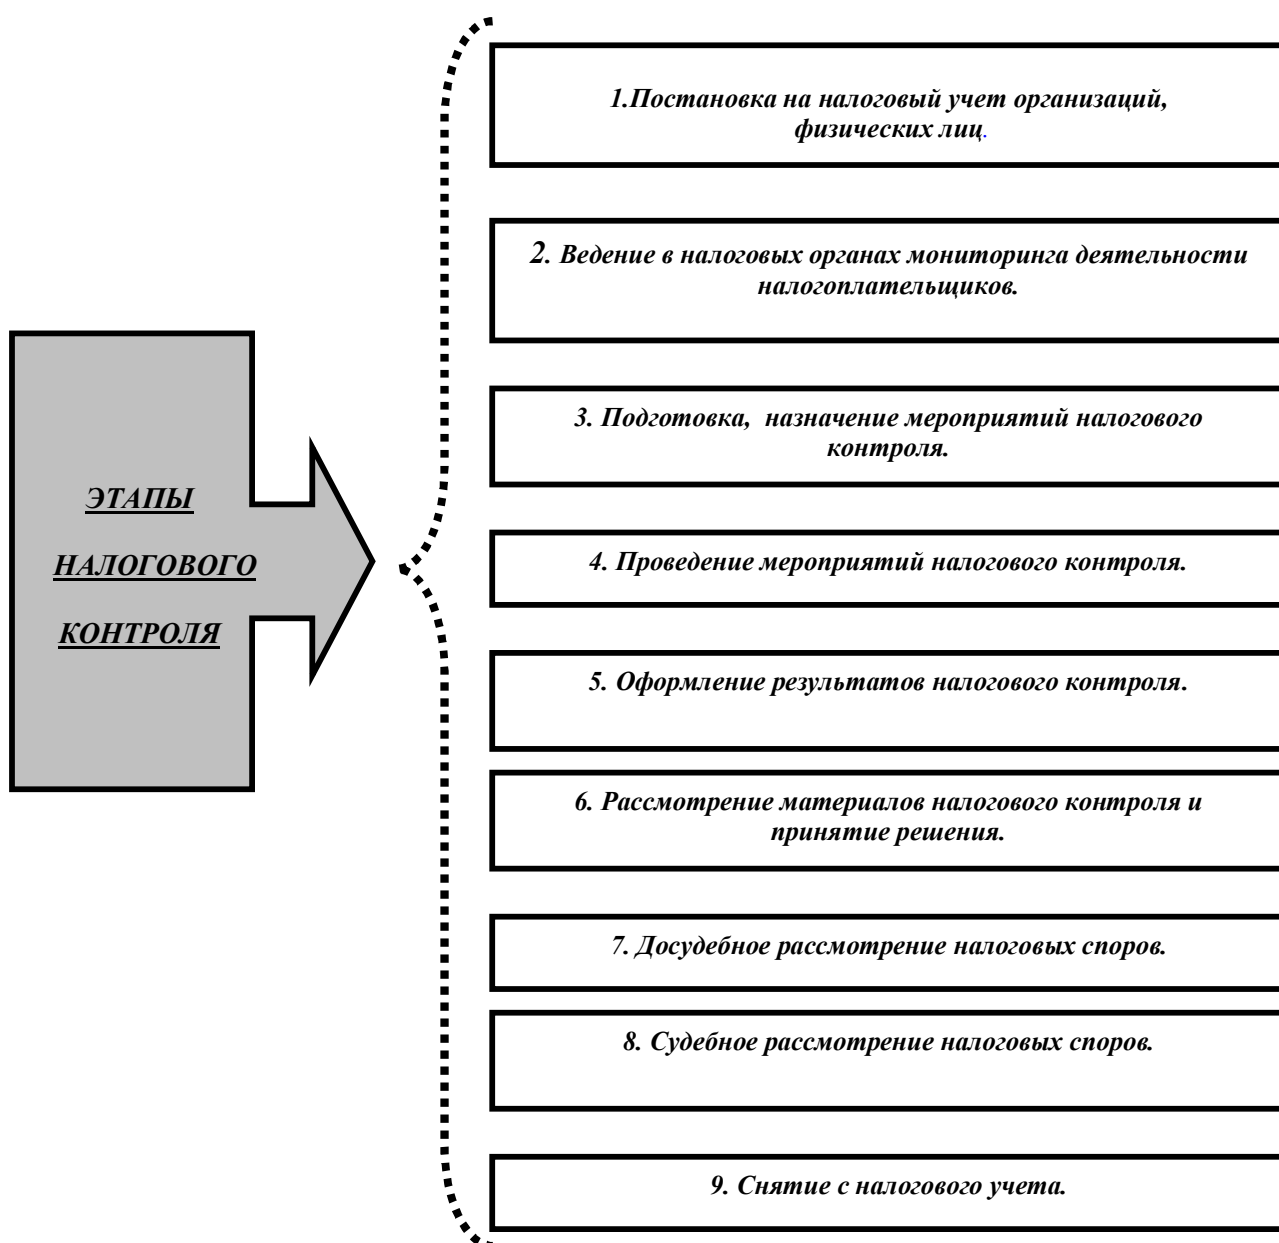 ЭТАПЫ
НАЛОГОВОГО
КОНТРОЛЯ
1.Постановка на налоговый учет организаций,
физических лиц.
2. Ведение в налоговых органах мониторинга деятельности
налогоплательщиков.
3. Подготовка,  назначение мероприятий налогового
контроля.
4. Проведение мероприятий налогового контроля.
5. Оформление результатов налогового контроля.
6. Рассмотрение материалов налогового контроля и
принятие решения.
7. Досудебное рассмотрение налоговых споров.
8. Судебное рассмотрение налоговых споров.
9. Снятие с налогового учета.